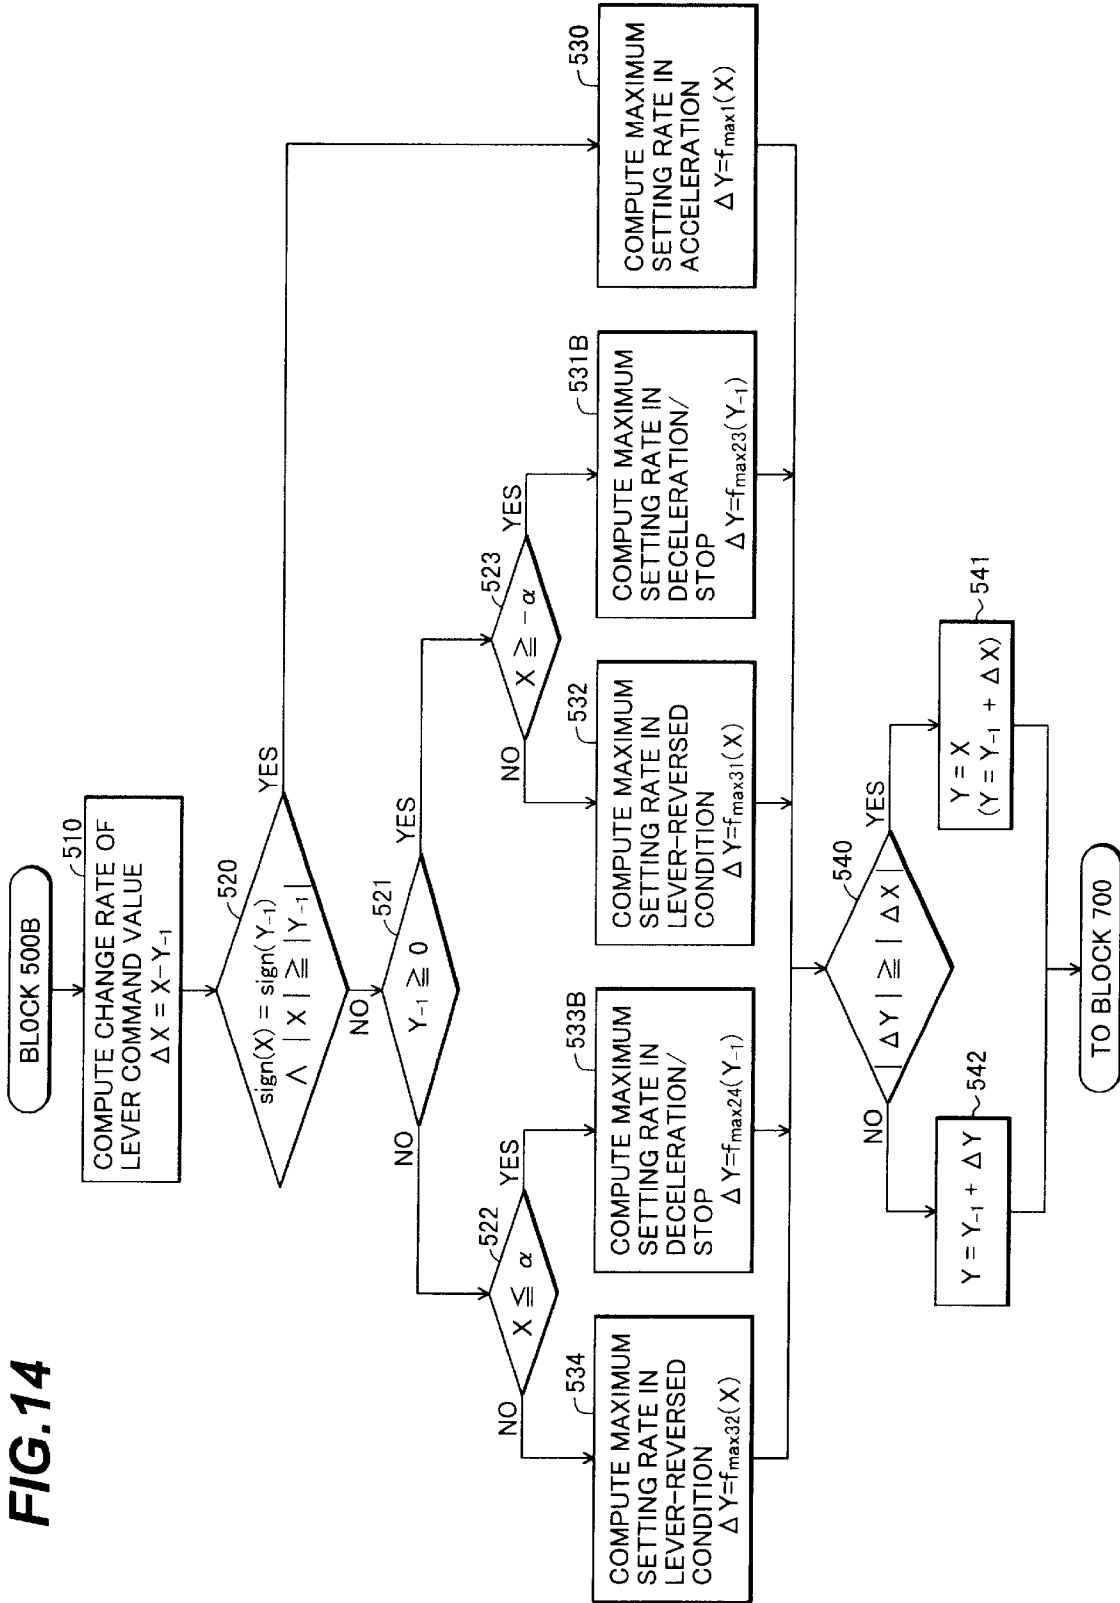 FIG.14
BLOCK 500B
510
COMPUTE CHANGE RATE OF
LEVER COMMAND VALUE
ΔX = X-Y-1
520
sign(X) = sign(Y-1)
∧ |X| ≧ |Y-1|
YES
NO
521
Y-1 ≧ 0
NO
YES
522
X ≦ α
NO
YES
523
X ≧ -α
NO
YES
534
COMPUTE MAXIMUM
SETTING RATE IN
LEVER-REVERSED
CONDITION
ΔY=fmax32(X)
533B
COMPUTE MAXIMUM
SETTING RATE IN
DECELERATION/
STOP
ΔY=fmax24(Y-1)
532
COMPUTE MAXIMUM
SETTING RATE IN
LEVER-REVERSED
CONDITION
ΔY=fmax31(X)
531B
COMPUTE MAXIMUM
SETTING RATE IN
DECELERATION/
STOP
ΔY=fmax23(Y-1)
530
COMPUTE MAXIMUM
SETTING RATE IN
ACCELERATION
ΔY=fmax1(X)
540
|ΔY| ≧ |ΔX|
NO
YES
542
Y = Y-1 + ΔY
541
Y = X
(Y = Y-1 + ΔX)
TO BLOCK 700